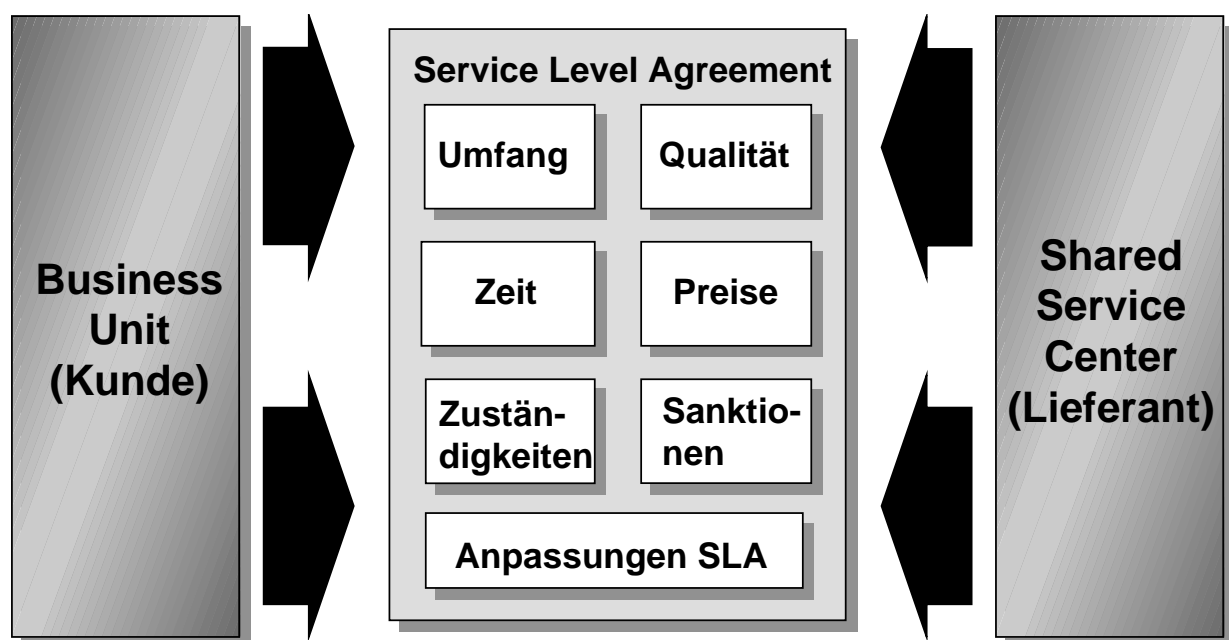 Business
Unit
(Kunde)
Service Level Agreement
Umfang
Qualität
Zeit
Preise
Zustän-
digkeiten
Sanktio-
nen
Anpassungen SLA
Shared
Service
Center
(Lieferant)